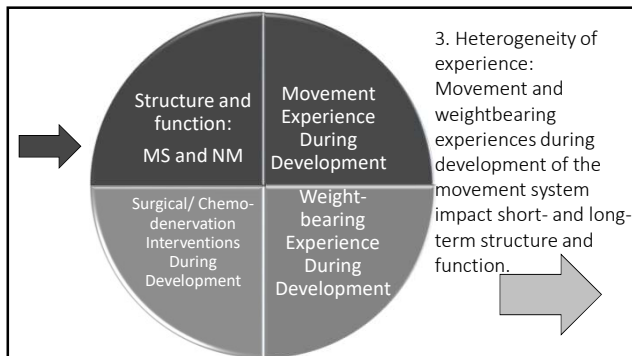 Structure and
function:
MS and NM
Movement
Experience
During
Development
Surgical/ Chemo-
denervation
Interventions
During
Development
Weight-
bearing
Experience
During
Development
3. Heterogeneity of
experience:
Movement and
weightbearing
experiences during
development of the
movement system
impact short- and long-
term structure and
function.